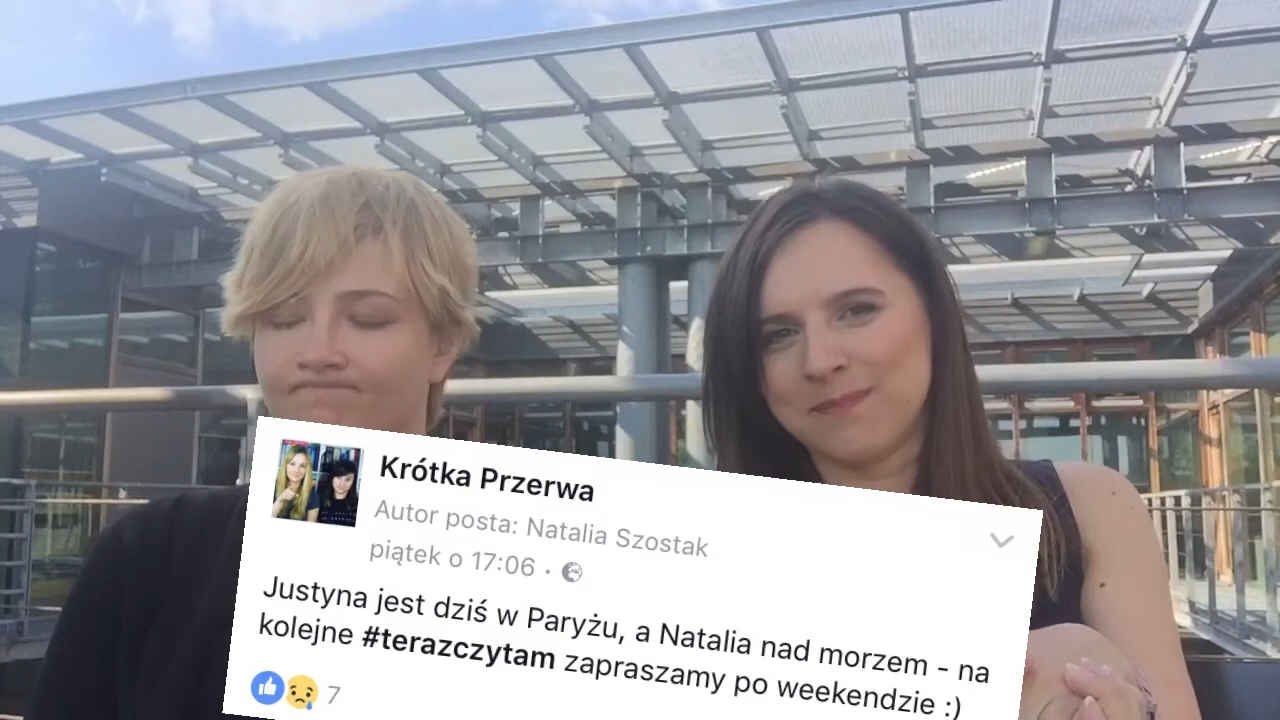 Krótka Przerwa
Autor posta: Natalia Szostak
piątek o 17:06 ·
Justyna jest dziś w Paryżu, a Natalia nad morzem - na
kolejne #terazczytam zapraszamy po weekendzie :)
7